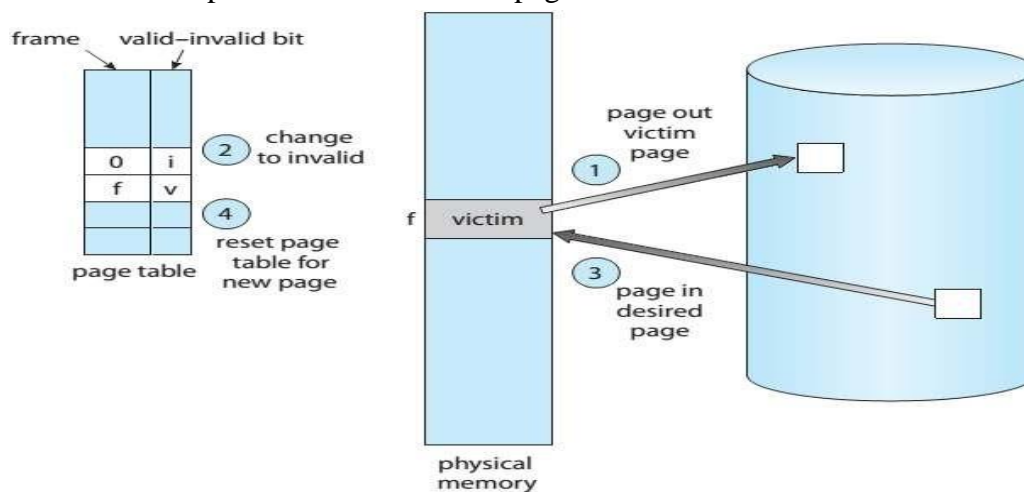 frame
valid–invalid bit
0 i
f v
2
change
to invalid
4
reset page
table for
new page
page table
f
victim
physical
memory
1
page out
victim
page
3
page in
desired
page